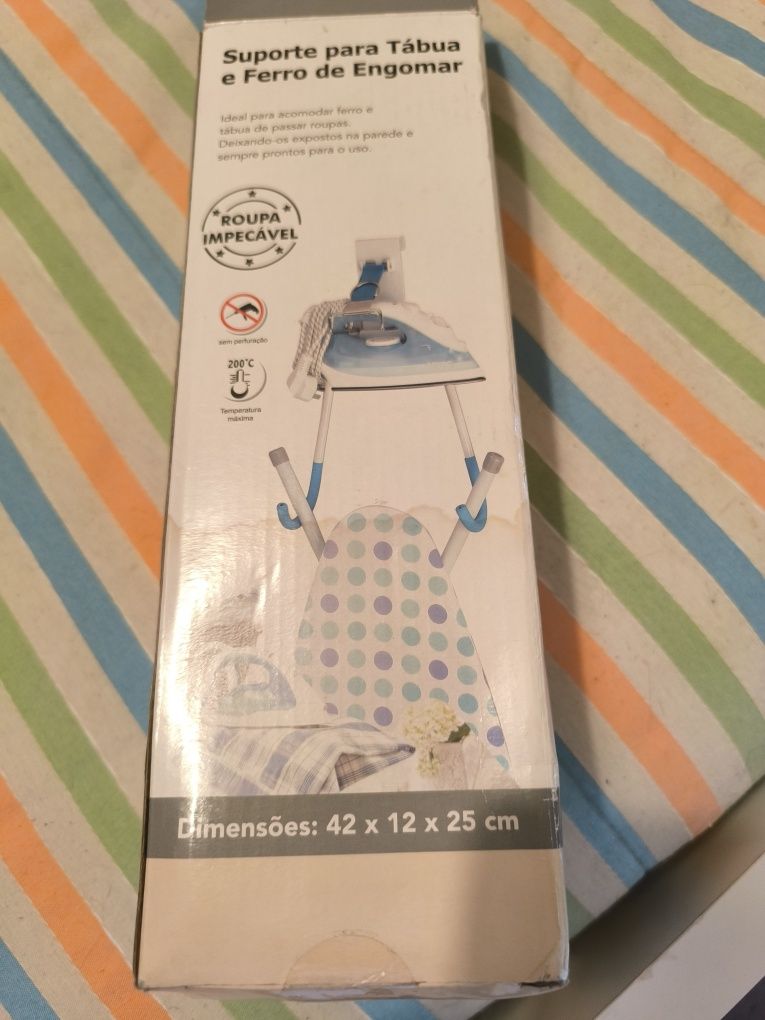 Suporte para Tábua
e Ferro de Engomar
Ideal para acomodar ferro e
tábua de passar roupas.
Deixando-os expostos na parede e
sempre prontos para o uso.
ROUPA
IMPECÁVEL
sem perfuração
200°C
Temperatura
máxima
Dimensões: 42 x 12 x 25 cm